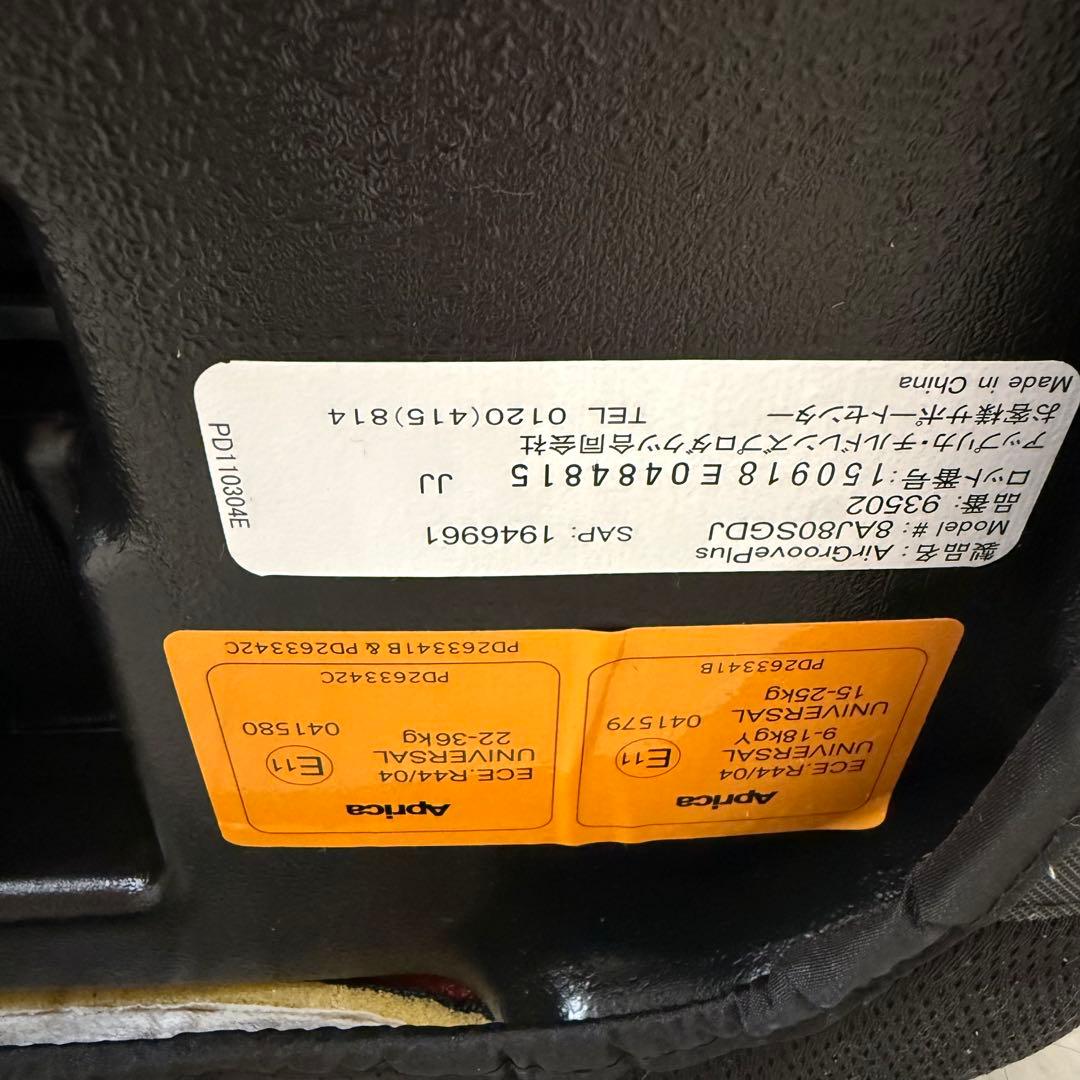 製品名：AirGroovePlus
Model #: 8AJ80SGDJ SAP: 1946961
品番: 93502
ロット番号:150918E0484815 JJ
アップリカ・チルドレンズプロダクツ合同会社
お客様サポートセンター TEL 0120(415)814
Made in China
PD110304E
Aprica
ECE.R44/04
UNIVERSAL
9-18kgY
UNIVERSAL
15-25kg
E11
041579
PD263341B
Aprica
ECE.R44/04
UNIVERSAL
22-36kg
E11
041580
PD263342C
PD263341B & PD263342C